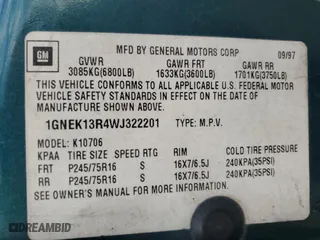 GM
MFD BY GENERAL MOTORS CORP 09/97
GVWR GAWR FRT GAWR RR
3085KG(6800LB) 1633KG(3600LB) 1701KG(3750LB)
THIS VEHICLE CONFORMS TO ALL APPLICABLE U.S. FEDERAL MOTOR
VEHICLE SAFETY STANDARDS IN EFFECT ON THE DATE OF
MANUFACTURE SHOWN ABOVE.
1GNEK13R4WJ322201 TYPE: M.P.V.
MODEL: K10706
KPAA TIRE SIZE SPEED RTG RIM COLD TIRE PRESSURE
FRT P245/75R16 S 16X7/6.5J 240KPA(35PSI)
RR P245/75R16 S 16X7/6.5J 240KPA(35PSI)
SEE OWNER'S MANUAL FOR MORE INFORMATION
DCARFAST.COM